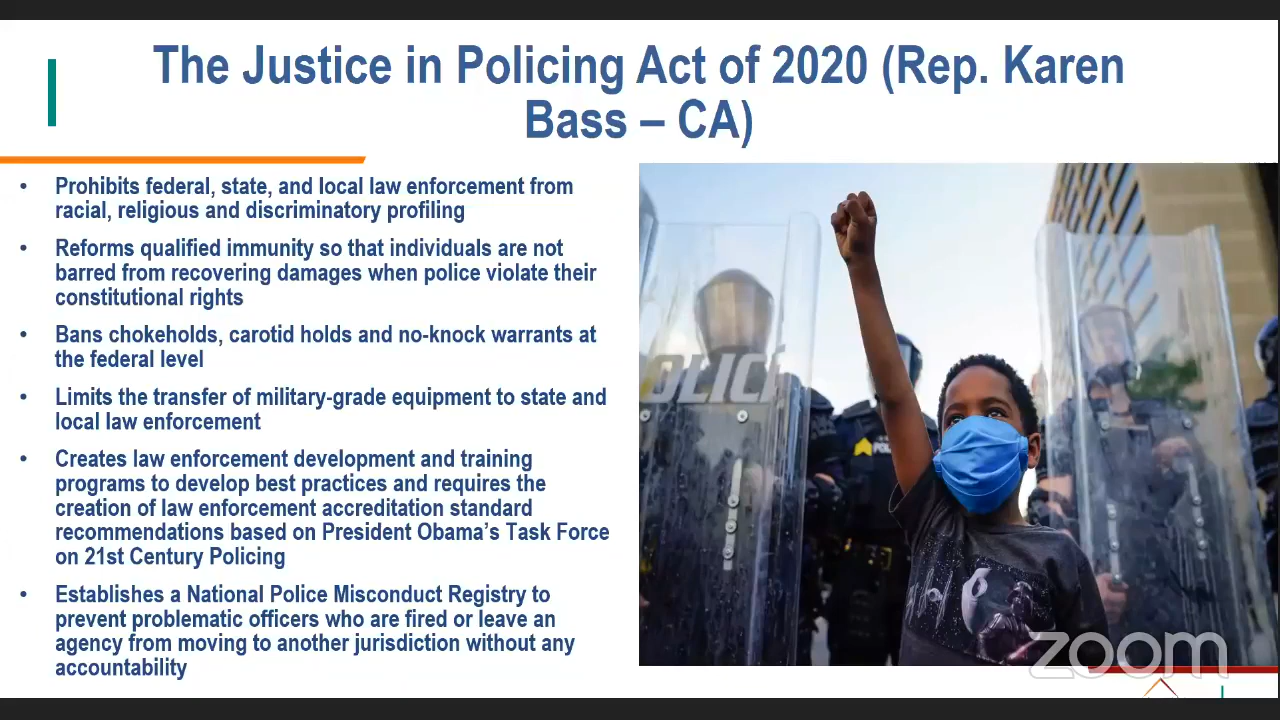 The Justice in Policing Act of 2020 (Rep. Karen
Bass – CA)
• Prohibits federal, state, and local law enforcement from
racial, religious and discriminatory profiling
• Reforms qualified immunity so that individuals are not
barred from recovering damages when police violate their
constitutional rights
• Bans chokeholds, carotid holds and no-knock warrants at
the federal level
• Limits the transfer of military-grade equipment to state and
local law enforcement
• Creates law enforcement development and training
programs to develop best practices and requires the
creation of law enforcement accreditation standard
recommendations based on President Obama’s Task Force
on 21st Century Policing
• Establishes a National Police Misconduct Registry to
prevent problematic officers who are fired or leave an
agency from moving to another jurisdiction without any
accountability
OLICE
zoom